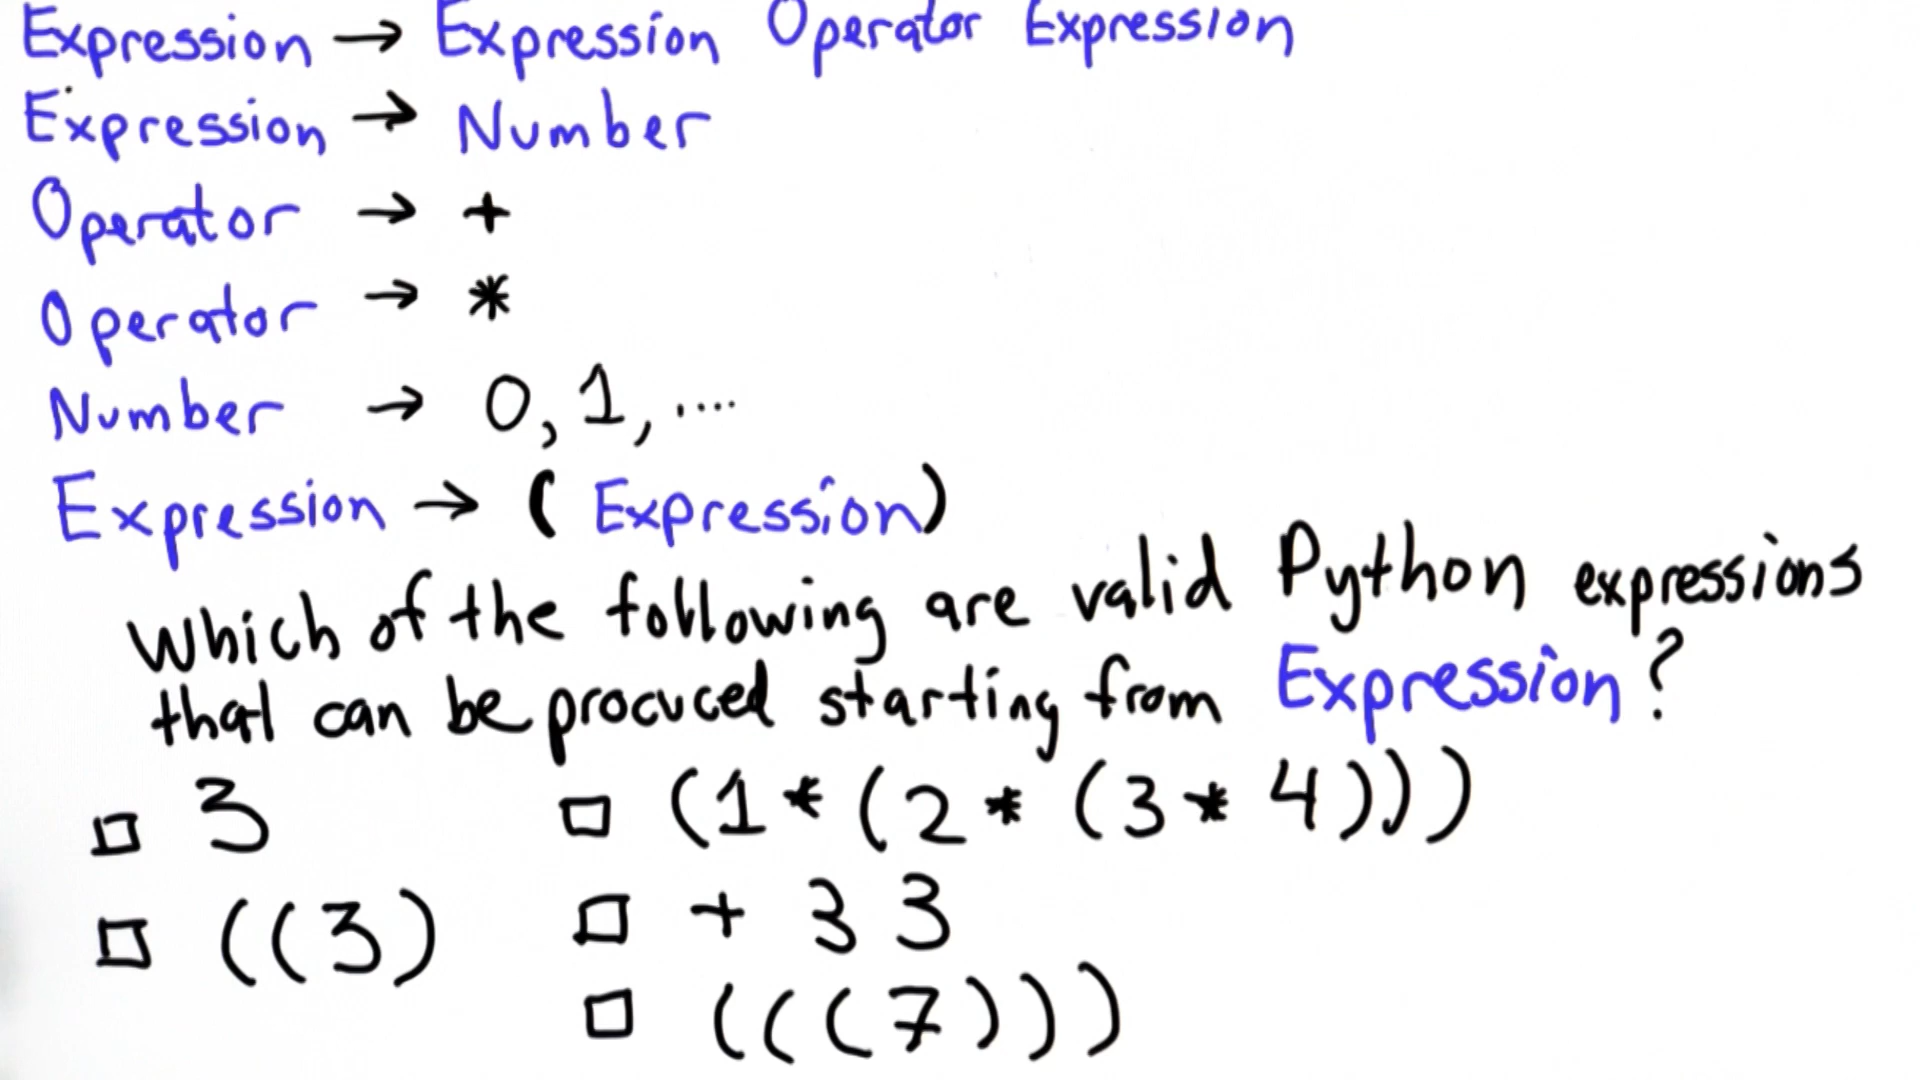 Expression → Expression Operator Expression
Expression → Number
Operator → +
Operator → *
Number → 0, 1, ....
Expression → ( Expression )
Which of the following are valid Python expressions
that can be procuced starting from Expression?
□ 3 □ (1 * (2 * (3 * 4)))
□ ((3) □ + 3 3
□ (((7)))